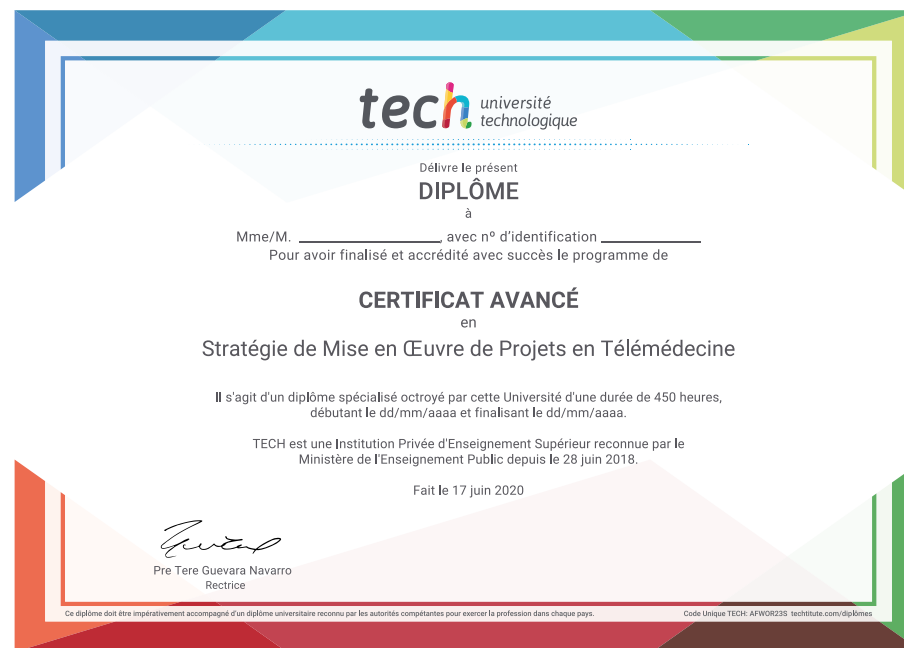 tech université
technologique
Délivre le présent
DIPLÔME
à
Mme/M. ____________, avec nº d'identification ____________
Pour avoir finalisé et accrédité avec succès le programme de
CERTIFICAT AVANCÉ
en
Stratégie de Mise en Œuvre de Projets en Télémédecine
Il s'agit d'un diplôme spécialisé octroyé par cette Université d'une durée de 450 heures,
débutant le dd/mm/aaaa et finalisant le dd/mm/aaaa.
TECH est une Institution Privée d'Enseignement Supérieur reconnue par le
Ministère de l'Enseignement Public depuis le 28 juin 2018.
Fait le 17 juin 2020
Pre Tere Guevara Navarro
Rectrice
Ce diplôme doit être impérativement accompagné d'un diplôme universitaire reconnu par les autorités compétentes pour exercer la profession dans chaque pays.
Code Unique TECH: AFWOR23S techtitute.com/diplômes